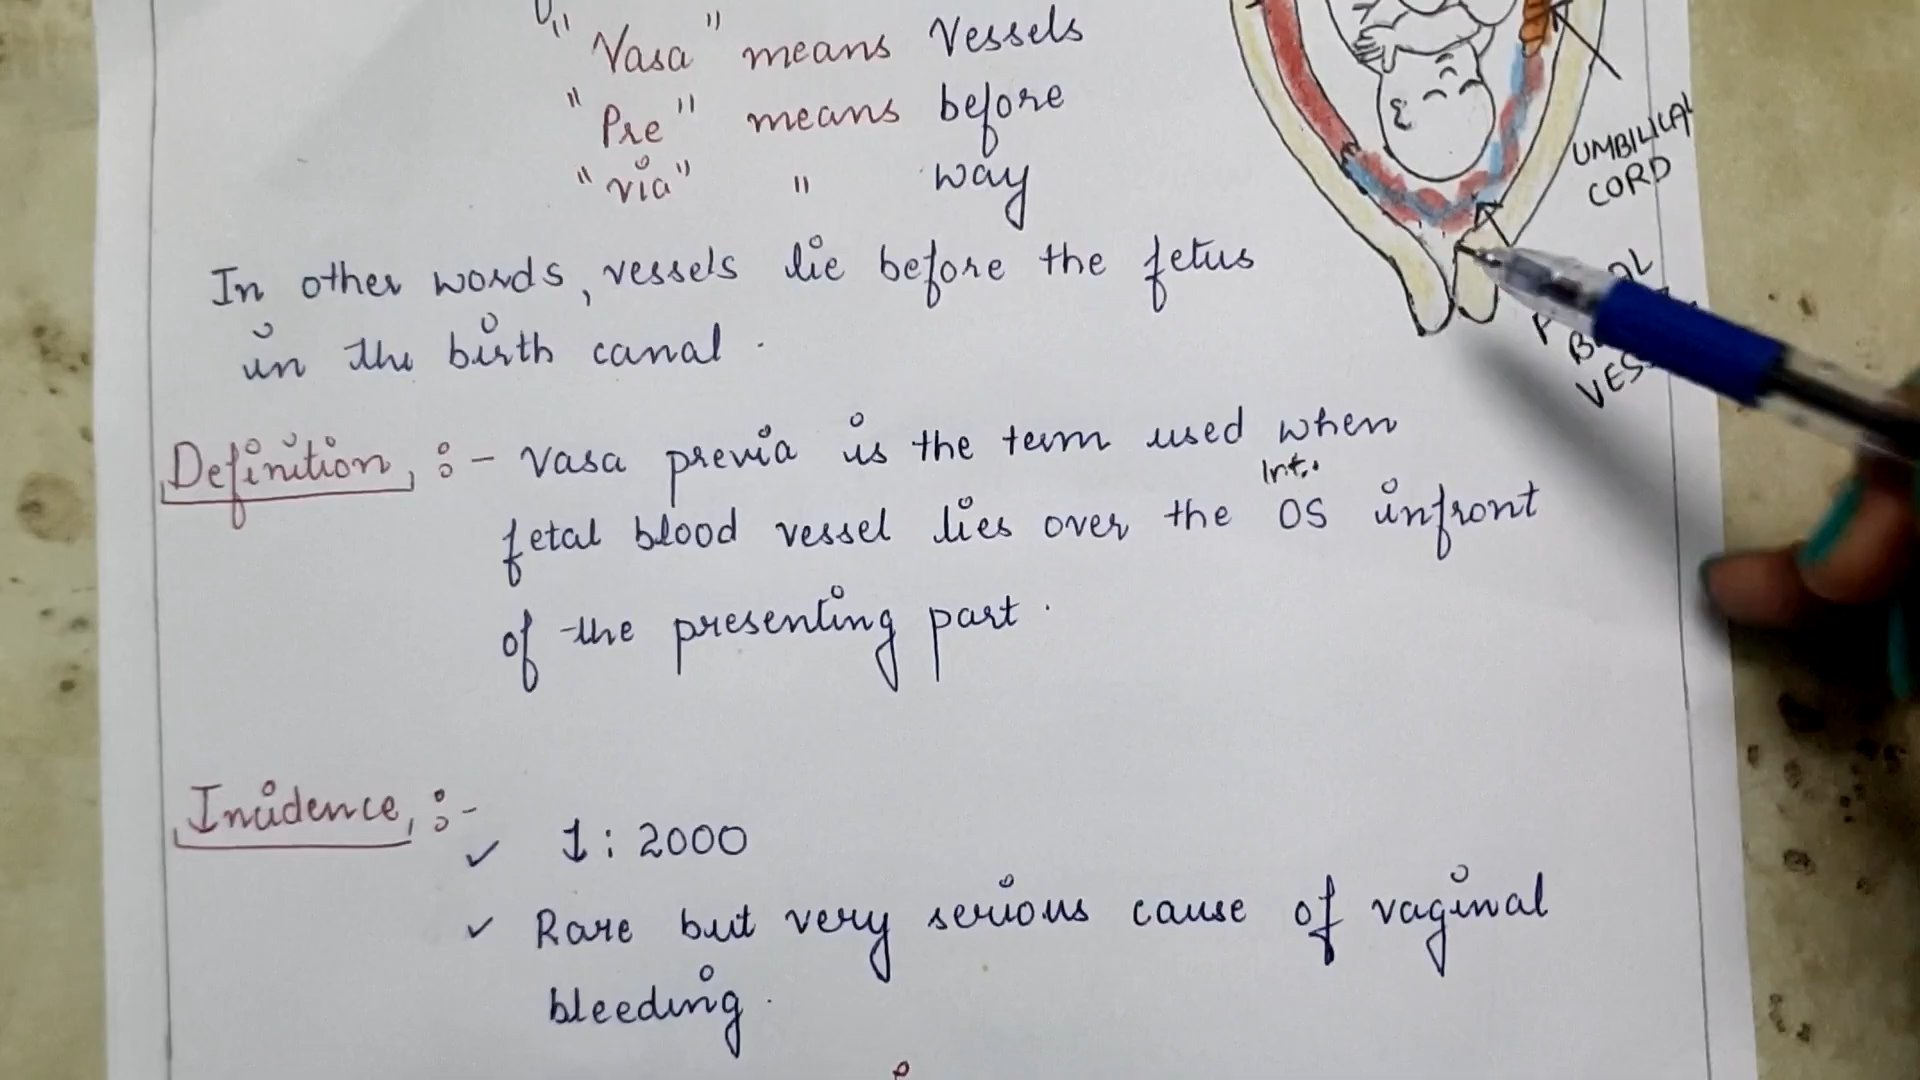 "Vasa" means Vessels
"Pre" means before
"via" " way
In other words, vessels lie before the fetus
in the birth canal.
UMBILICAL
CORD
Definition, :- Vasa previa is the term used when
Int..
fetal blood vessel lies over the OS infront
of the presenting part.
Incidence, :-
✓ 1 : 2000
✓ Rare but very serious cause of vaginal
bleeding.